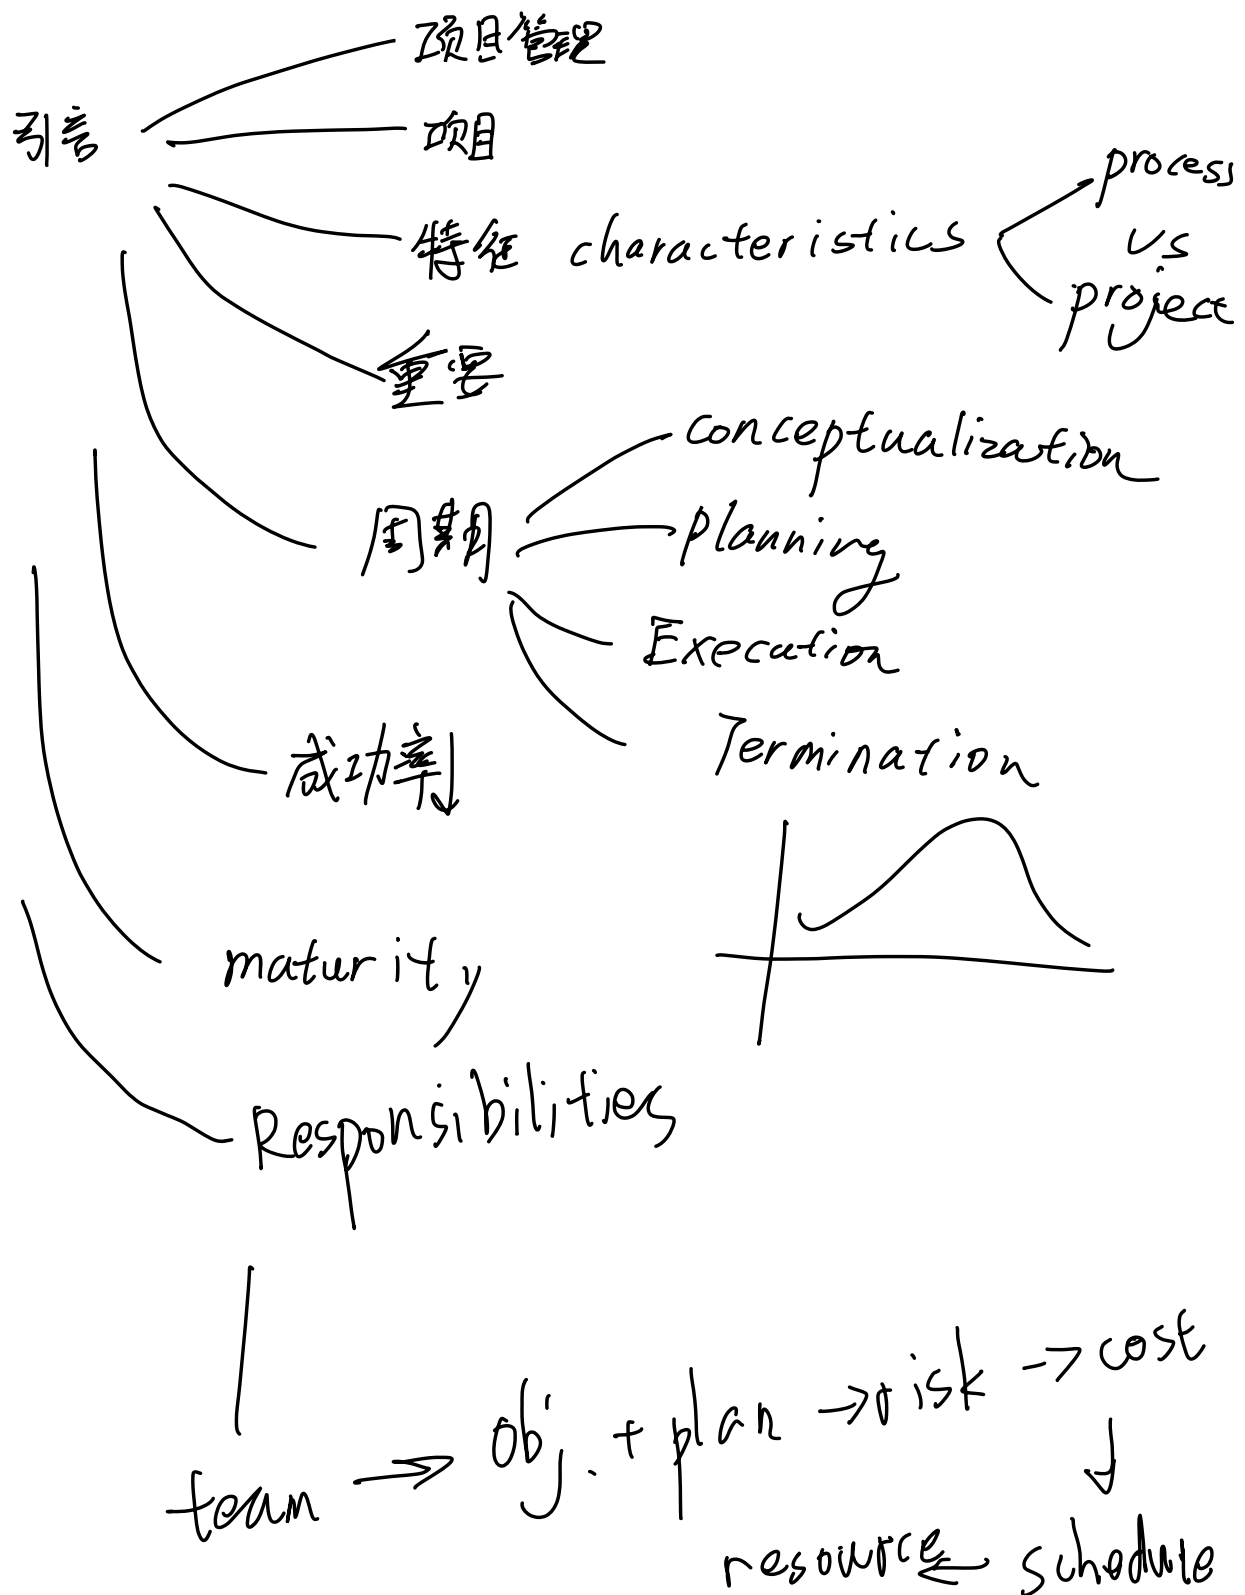 引言
项目管理
项目
特征 characteristics
process
vs
project
重要
周期
conceptualization
planning
Execution
Termination
成功率↓
maturity
Responsibilities
team → obj. + plan → risk → cost
↓
resource ← schedule